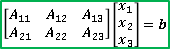 [A₁₁ A₁₂ A₁₃] [x₁]
[A₂₁ A₂₂ A₂₃] [x₂] = b
[x₃]